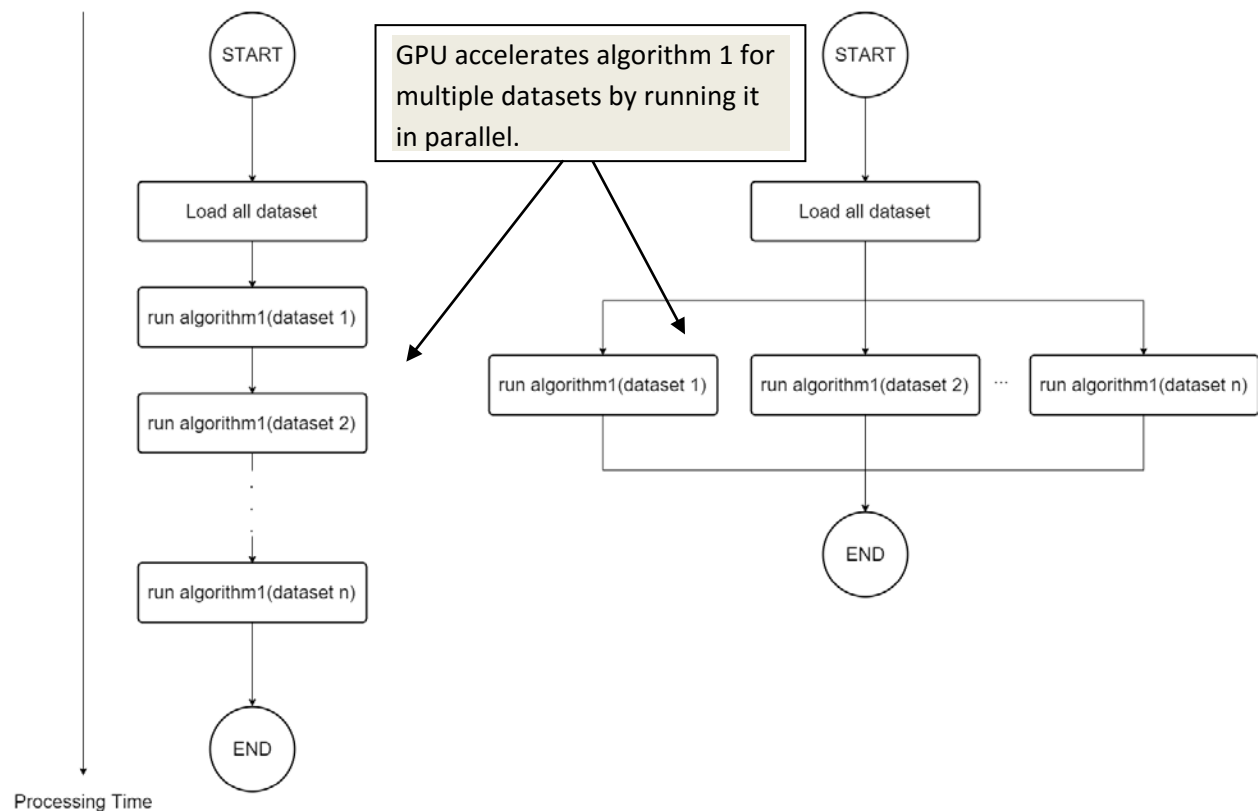 START
GPU accelerates algorithm 1 for
multiple datasets by running it
in parallel.
START
Load all dataset
Load all dataset
run algorithm1(dataset 1)
run algorithm1(dataset 2)
.
.
.
run algorithm1(dataset n)
END
run algorithm1(dataset 1)
run algorithm1(dataset 2)
...
run algorithm1(dataset n)
END
Processing Time